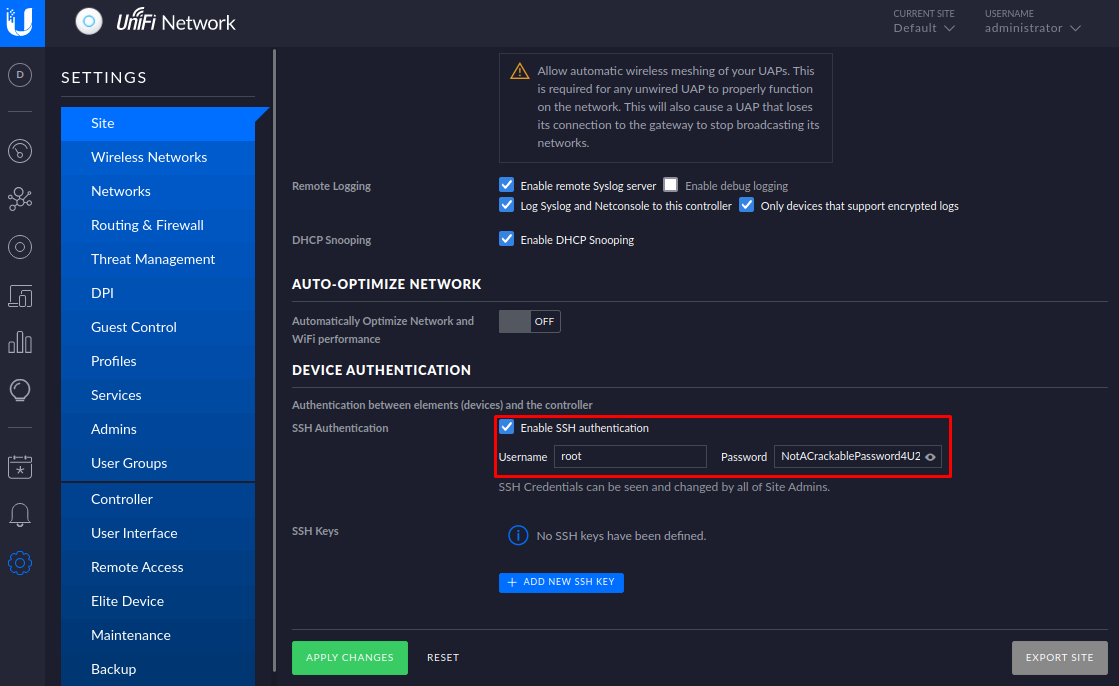 UniFi Network
CURRENT SITE
Default
USERNAME
administrator
D
SETTINGS
Site
Wireless Networks
Networks
Routing & Firewall
Threat Management
DPI
Guest Control
Profiles
Services
Admins
User Groups
Controller
User Interface
Remote Access
Elite Device
Maintenance
Backup
Allow automatic wireless meshing of your UAPs. This
is required for any unwired UAP to properly function
on the network. This will also cause a UAP that loses
its connection to the gateway to stop broadcasting its
networks.
Remote Logging
Enable remote Syslog server Enable debug logging
Log Syslog and Netconsole to this controller Only devices that support encrypted logs
DHCP Snooping
Enable DHCP Snooping
AUTO-OPTIMIZE NETWORK
Automatically Optimize Network and
WiFi performance
OFF
DEVICE AUTHENTICATION
Authentication between elements (devices) and the controller
SSH Authentication
Enable SSH authentication
Username root Password NotACrackablePassword4U2
SSH Credentials can be seen and changed by all of Site Admins.
SSH Keys
No SSH keys have been defined.
+ ADD NEW SSH KEY
APPLY CHANGES RESET EXPORT SITE